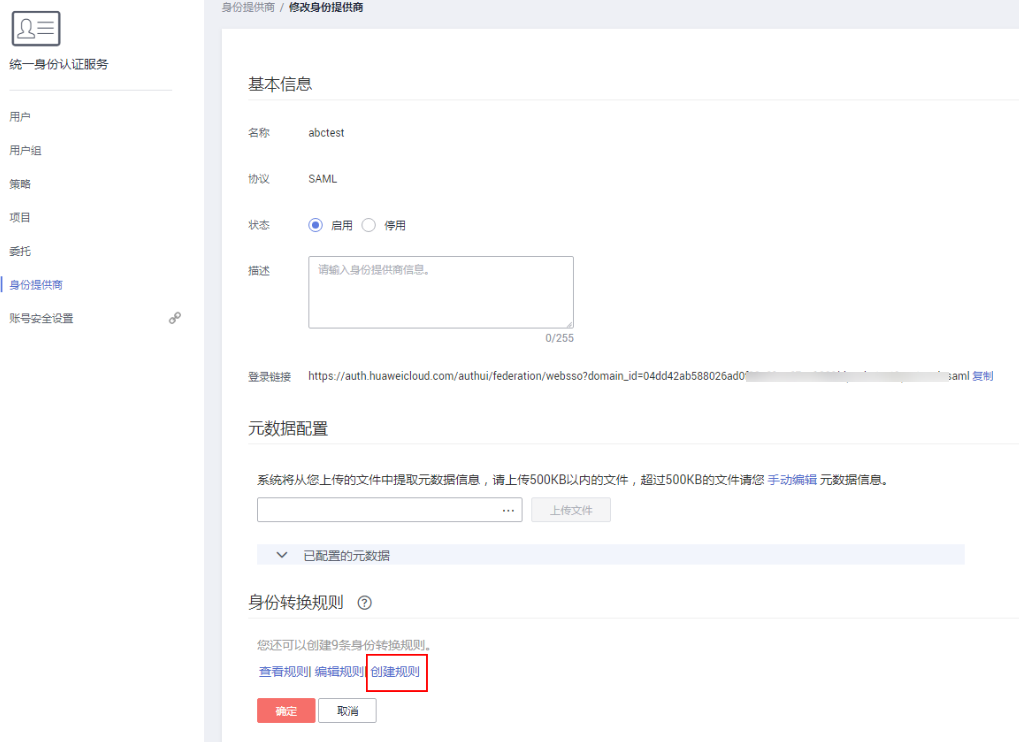 身份提供商 / 修改身份提供商
统一身份认证服务
用户
用户组
策略
项目
委托
身份提供商
账号安全设置
基本信息
名称 abctest
协议 SAML
状态 启用 停用
描述 请输入身份提供商信息。
0/255
登录链接 https://auth.huaweicloud.com/authui/federation/websso?domain_id=04dd42ab588026ad0 saml 复制
元数据配置
系统将从您上传的文件中提取元数据信息，请上传500KB以内的文件，超过500KB的文件请您 手动编辑 元数据信息。
... 上传文件
已配置的元数据
身份转换规则 ?
您还可以创建9条身份转换规则。
查看规则| 编辑规则| 创建规则
确定 取消